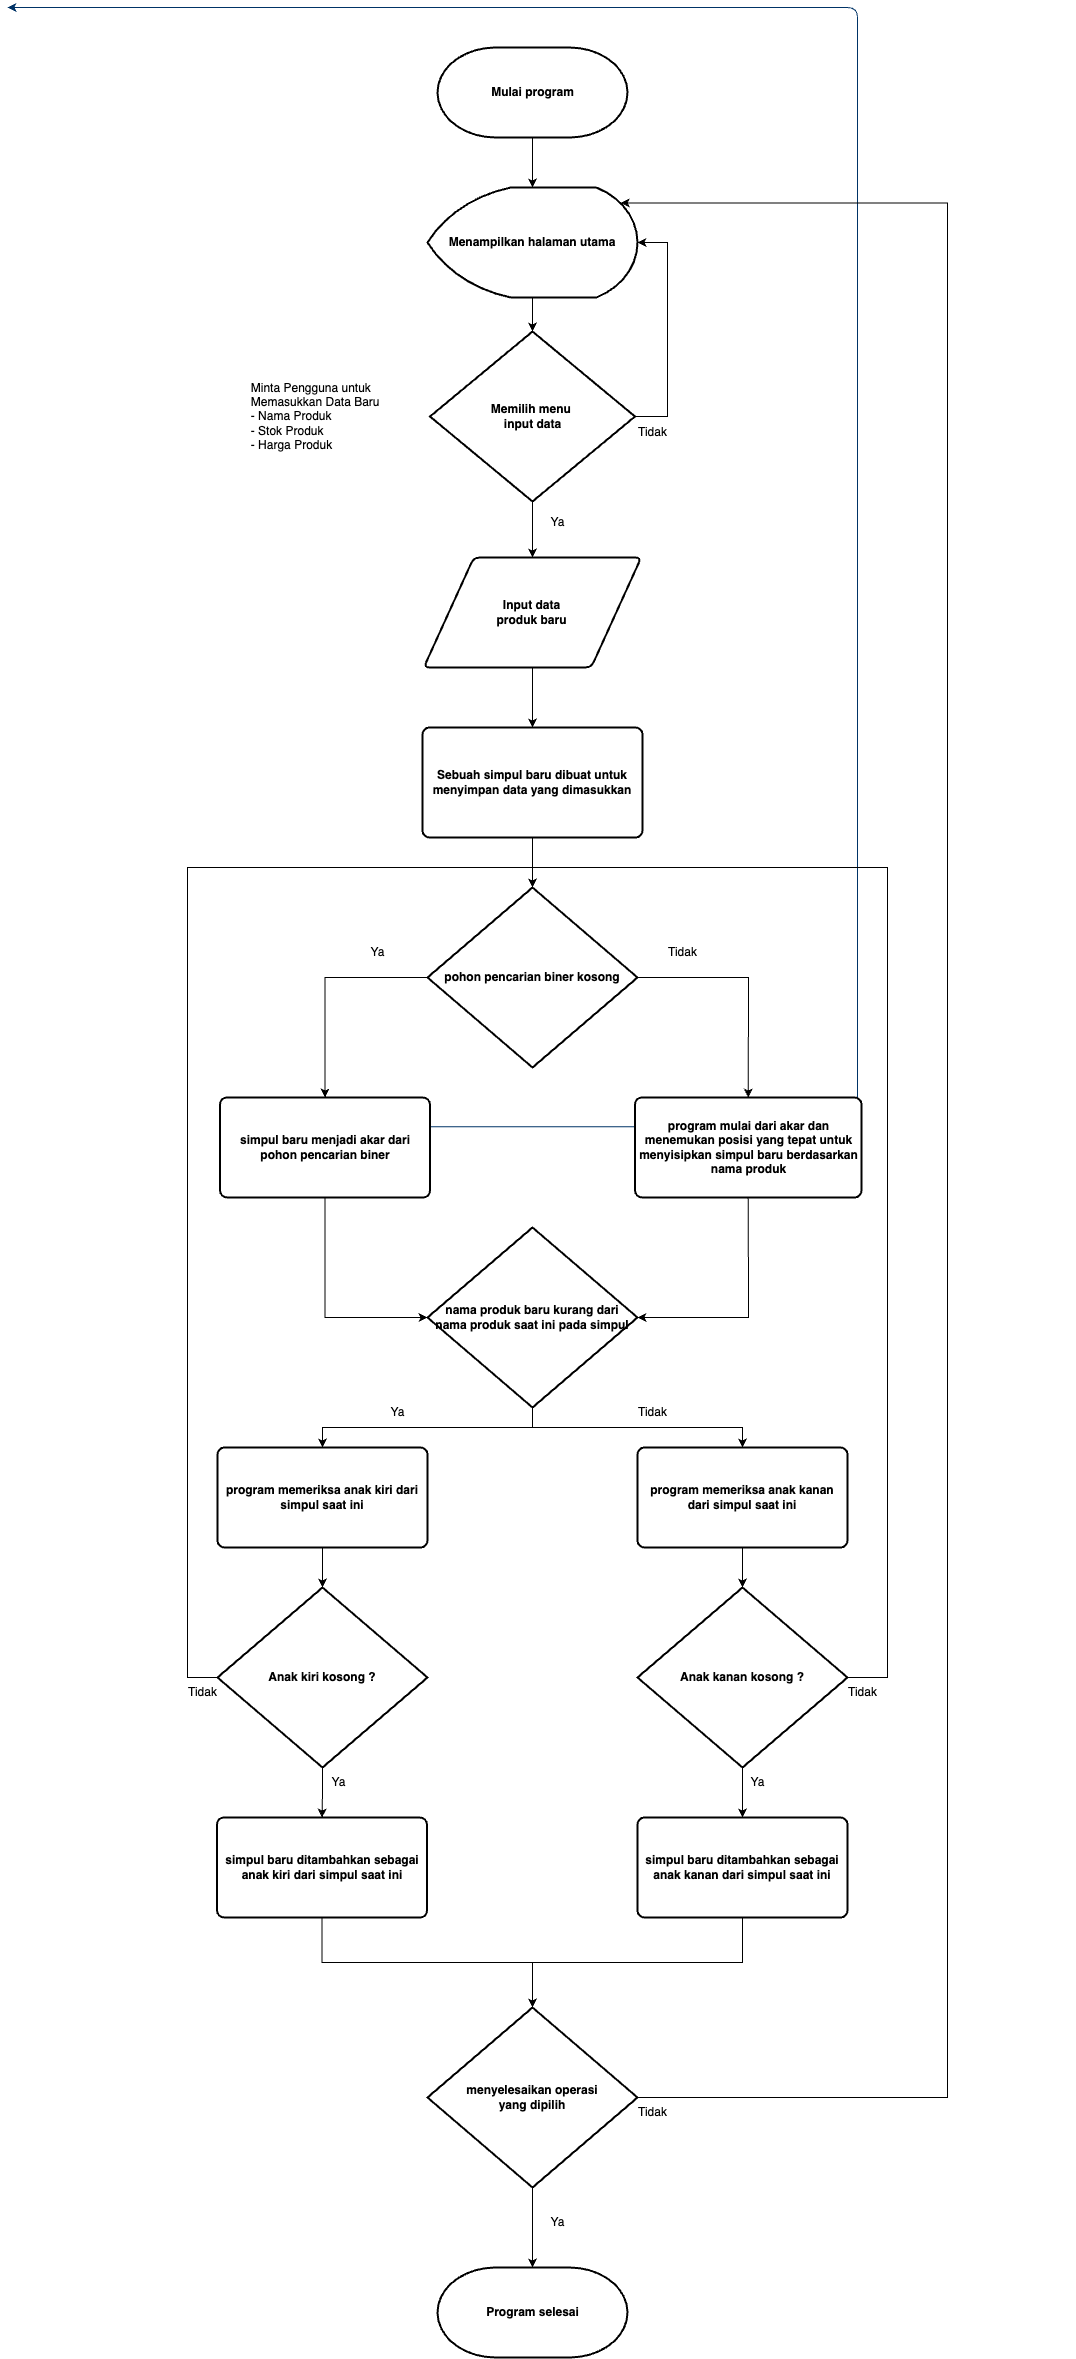 Mulai program
Menampilkan halaman utama
Minta Pengguna untuk
Memasukkan Data Baru
- Nama Produk
- Stok Produk
- Harga Produk
Memilih menu
input data
Tidak
Ya
Input data
produk baru
Sebuah simpul baru dibuat untuk
menyimpan data yang dimasukkan
Ya
Tidak
pohon pencarian biner kosong
simpul baru menjadi akar dari
pohon pencarian biner
program mulai dari akar dan
menemukan posisi yang tepat untuk
menyisipkan simpul baru berdasarkan
nama produk
nama produk baru kurang dari
nama produk saat ini pada simpul
Ya
Tidak
program memeriksa anak kiri dari
simpul saat ini
program memeriksa anak kanan
dari simpul saat ini
Anak kiri kosong ?
Anak kanan kosong ?
Tidak
Tidak
Ya
Ya
simpul baru ditambahkan sebagai
anak kiri dari simpul saat ini
simpul baru ditambahkan sebagai
anak kanan dari simpul saat ini
menyelesaikan operasi
yang dipilih
Tidak
Ya
Program selesai